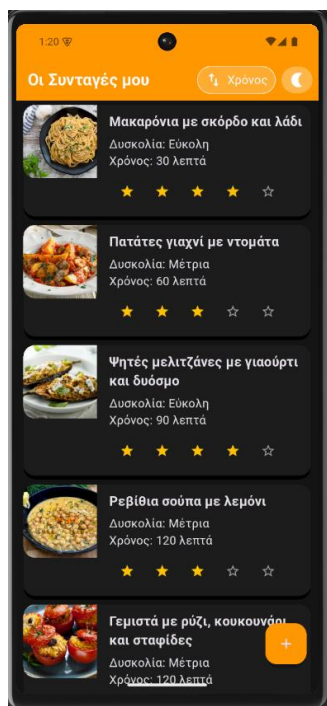 1:20
Οι Συνταγές μου
Χρόνος
Μακαρόνια με σκόρδο και λάδι
Δυσκολία: Εύκολη
Χρόνος: 30 λεπτά
Πατάτες γιαχνί με ντομάτα
Δυσκολία: Μέτρια
Χρόνος: 60 λεπτά
Ψητές μελιτζάνες με γιαούρτι
και δυόσμο
Δυσκολία: Εύκολη
Χρόνος: 90 λεπτά
Ρεβίθια σούπα με λεμόνι
Δυσκολία: Μέτρια
Χρόνος: 120 λεπτά
Γεμιστά με ρύζι, κουκουνάρι
και σταφίδες
Δυσκολία: Μέτρια
Χρόνος: 120 λεπτά
+